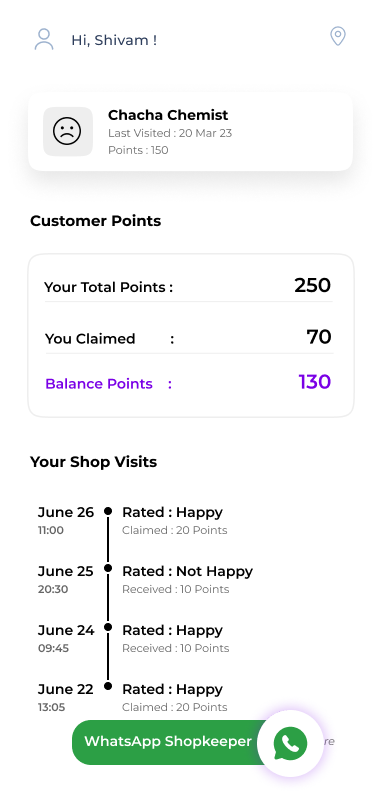 Hi, Shivam !
Chacha Chemist
Last Visited : 20 Mar 23
Points : 150
Customer Points
Your Total Points : 250
You Claimed : 70
Balance Points : 130
Your Shop Visits
June 26 Rated : Happy
11:00 Claimed : 20 Points
June 25 Rated : Not Happy
20:30 Received : 10 Points
June 24 Rated : Happy
09:45 Received : 10 Points
June 22 Rated : Happy
13:05 Claimed : 20 Points
WhatsApp Shopkeeper